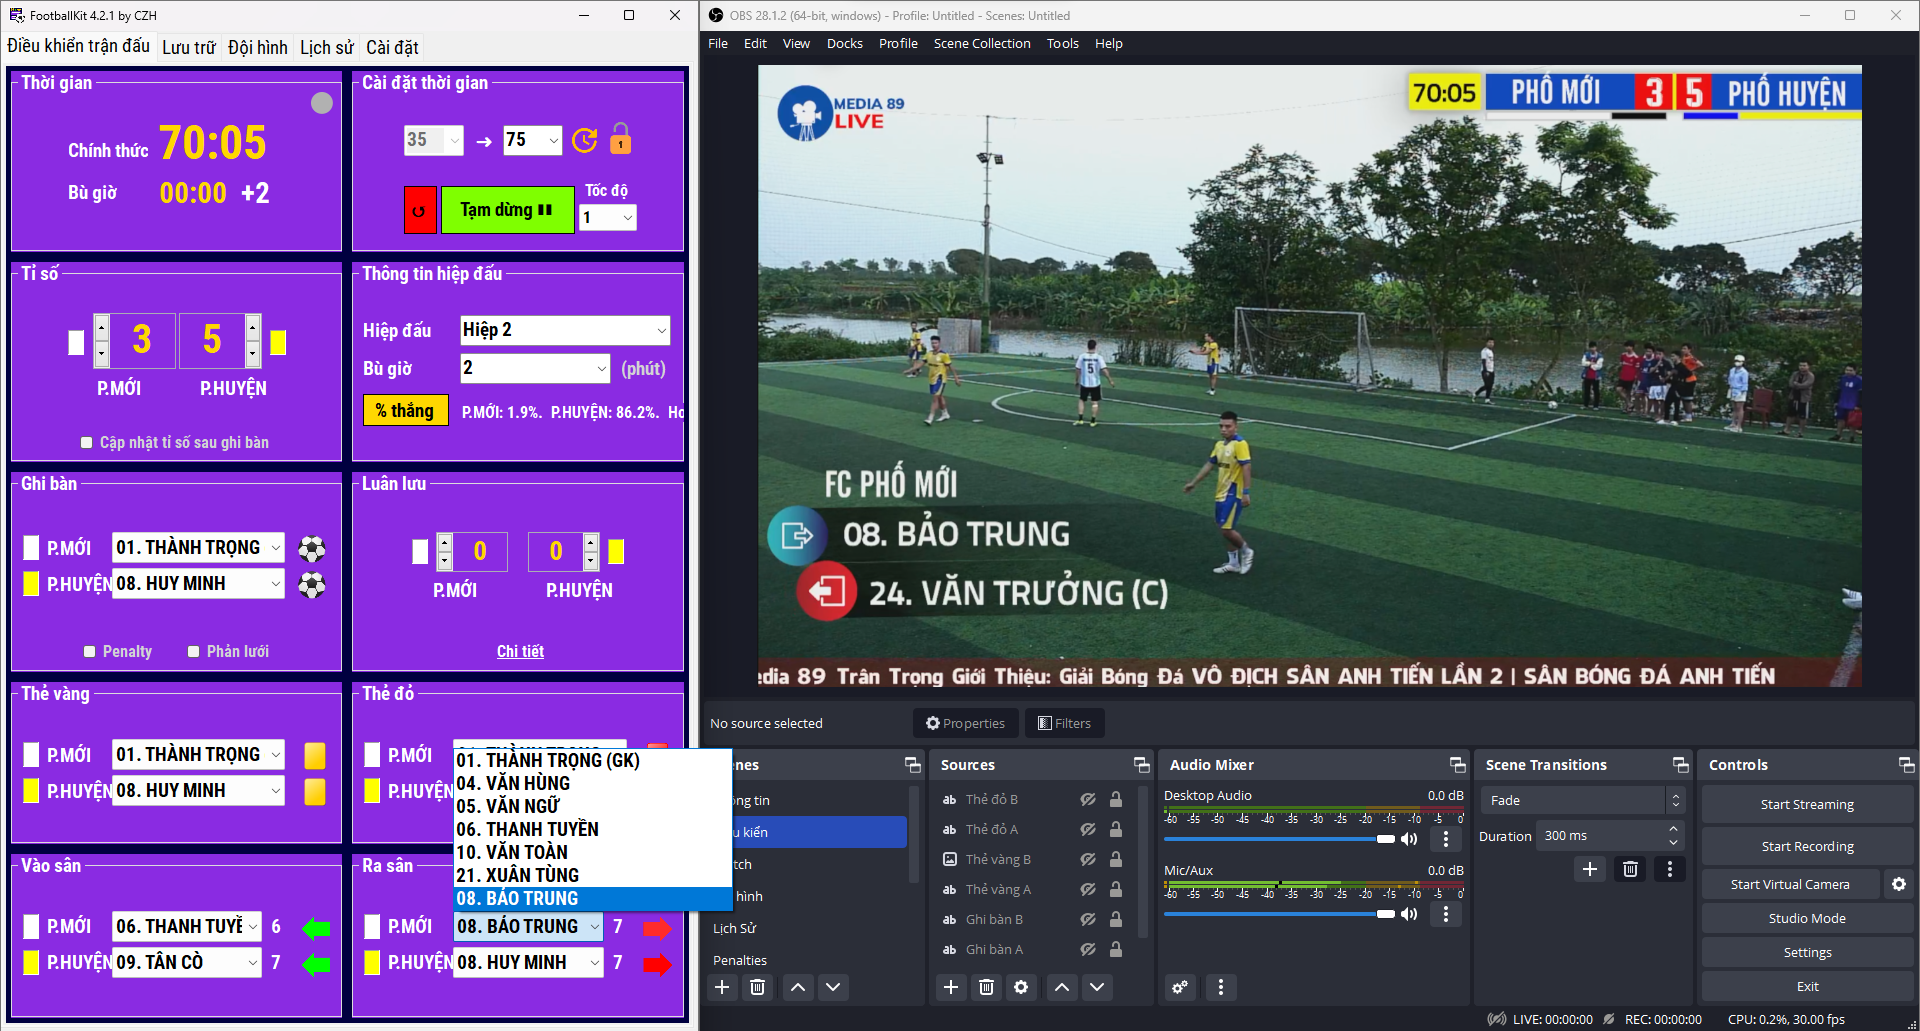 FootballKit 4.2.1 by CZH
Điều khiển trận đấu
Lưu trữ
Đội hình
Lịch sử
Cài đặt
Thời gian
Chính thức
70:05
Bù giờ
00:00
+2
Cài đặt thời gian
35
75
1
Tạm dừng
Tốc độ
1
Tỉ số
3
5
P.MỚI
P.HUYỆN
Cập nhật tỉ số sau ghi bàn
Thông tin hiệp đấu
Hiệp đấu
Hiệp 2
Bù giờ
2
(phút)
% thắng
P.MỚI: 1.9%. P.HUYỆN: 86.2%.
Ghi bàn
P.MỚI
01. THÀNH TRỌNG
P.HUYỆN
08. HUY MINH
Penalty
Phản lưới
Luân lưu
0
0
P.MỚI
P.HUYỆN
Chi tiết
Thẻ vàng
P.MỚI
01. THÀNH TRỌNG
P.HUYỆN
08. HUY MINH
Thẻ đỏ
P.MỚI
P.HUYỆN
01. THÀNH TRỌNG (GK)
04. VĂN HÙNG
05. VĂN NGỮ
06. THANH TUYỀN
10. VĂN TOÀN
21. XUÂN TÙNG
08. BẢO TRUNG
Vào sân
P.MỚI
06. THANH TUYỀ
6
P.HUYỆN
09. TÂN CÒ
7
Ra sân
P.MỚI
08. BẢO TRUNG
7
P.HUYỆN
08. HUY MINH
7
OBS 28.1.2 (64-bit, windows) - Profile: Untitled - Scenes: Untitled
File
Edit
View
Docks
Profile
Scene Collection
Tools
Help
MEDIA 89
LIVE
70:05
PHỐ MỚI
3
5
PHỐ HUYỆN
5
FC PHỐ MỚI
08. BẢO TRUNG
24. VĂN TRƯỞNG (C)
edia 89 Trân Trọng Giới Thiệu: Giải Bóng Đá VÔ ĐỊCH SÂN ANH TIẾN LẦN 2 | SÂN BÓNG ĐÁ ANH TIẾN
No source selected
Properties
Filters
enes
ông tin
u kiển
tch
hình
Lịch Sử
Penalties
Sources
ab Thẻ đỏ B
ab Thẻ đỏ A
Thẻ vàng B
ab Thẻ vàng A
ab Ghi bàn B
ab Ghi bàn A
Audio Mixer
Desktop Audio
0.0 dB
-60 -55 -50 -45 -40 -35 -30 -25 -20 -15 -10 -5 0
Mic/Aux
0.0 dB
-60 -55 -50 -45 -40 -35 -30 -25 -20 -15 -10 -5 0
Scene Transitions
Fade
Duration
300 ms
Controls
Start Streaming
Start Recording
Start Virtual Camera
Studio Mode
Settings
Exit
LIVE: 00:00:00
REC: 00:00:00
CPU: 0.2%, 30.00 fps